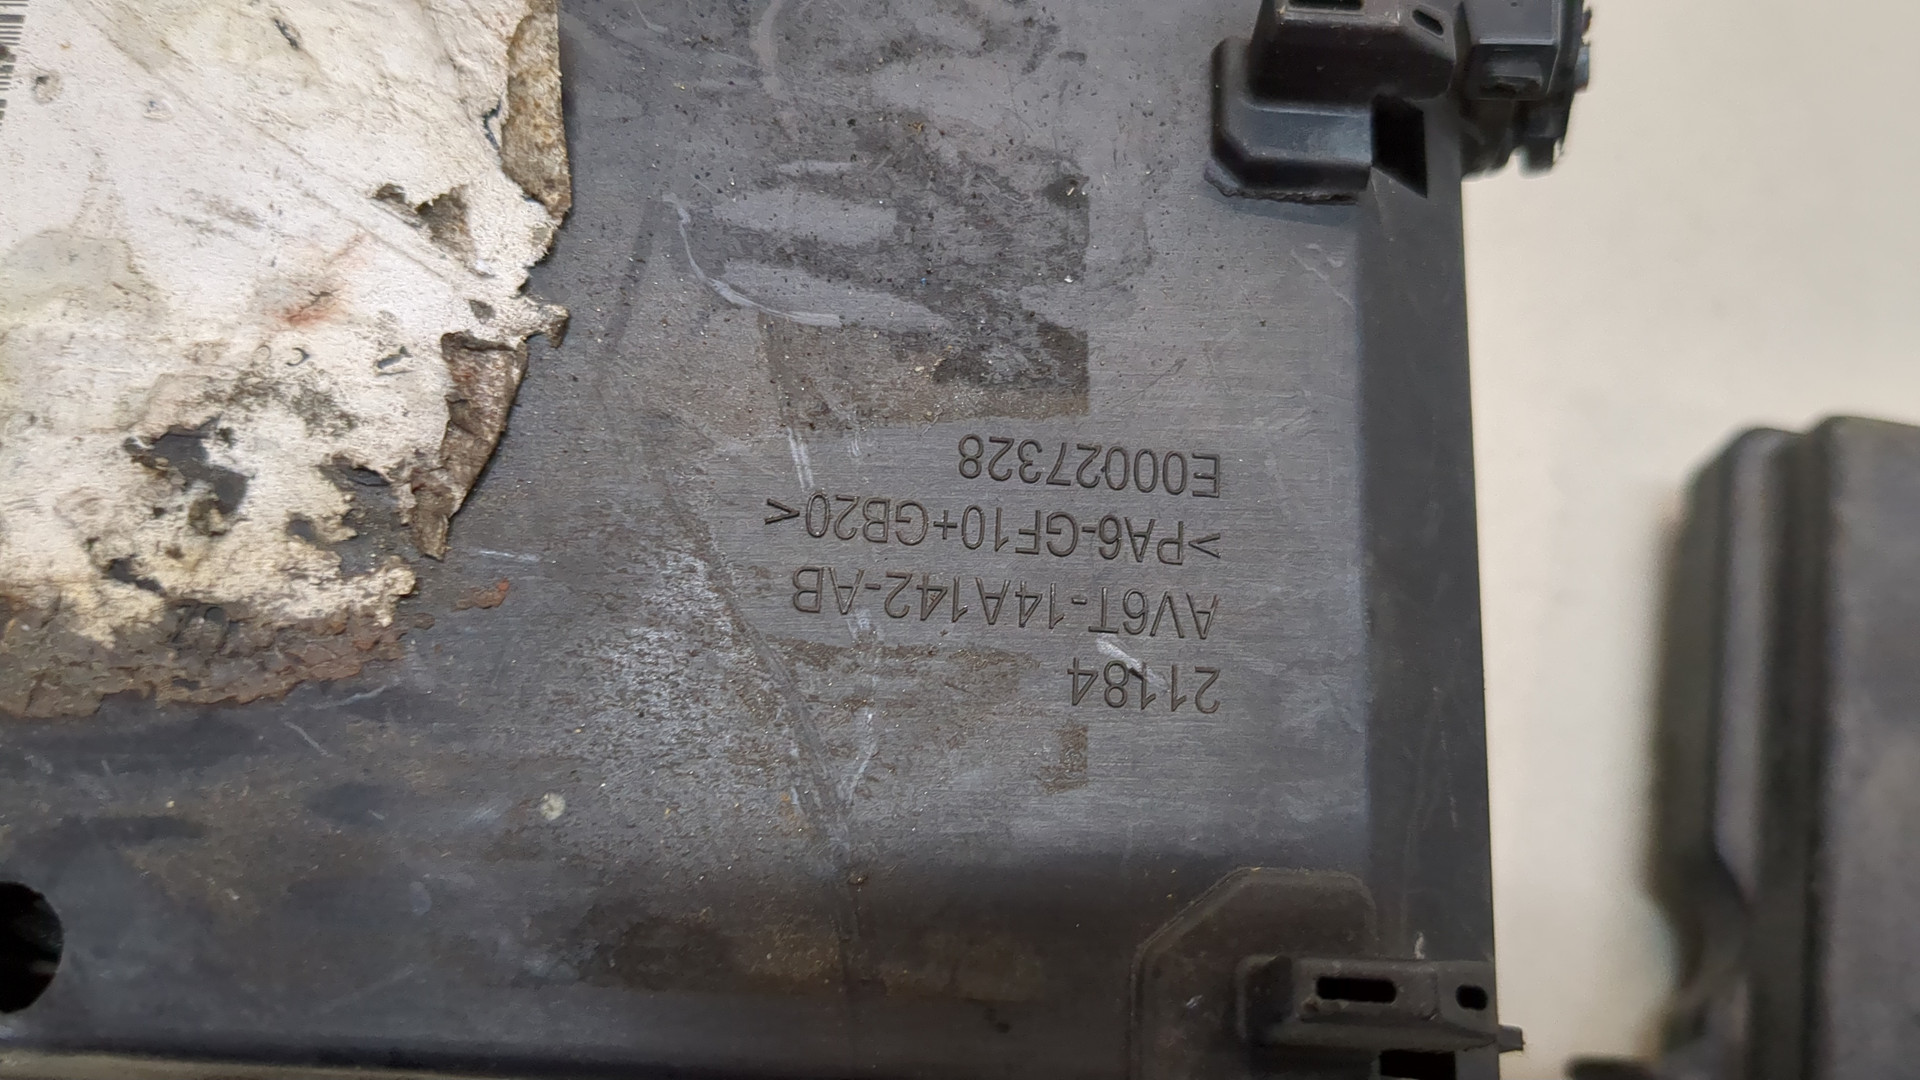 21184
AV6T-14A142-AB
>PA6-GF10+GB20<
E00027328